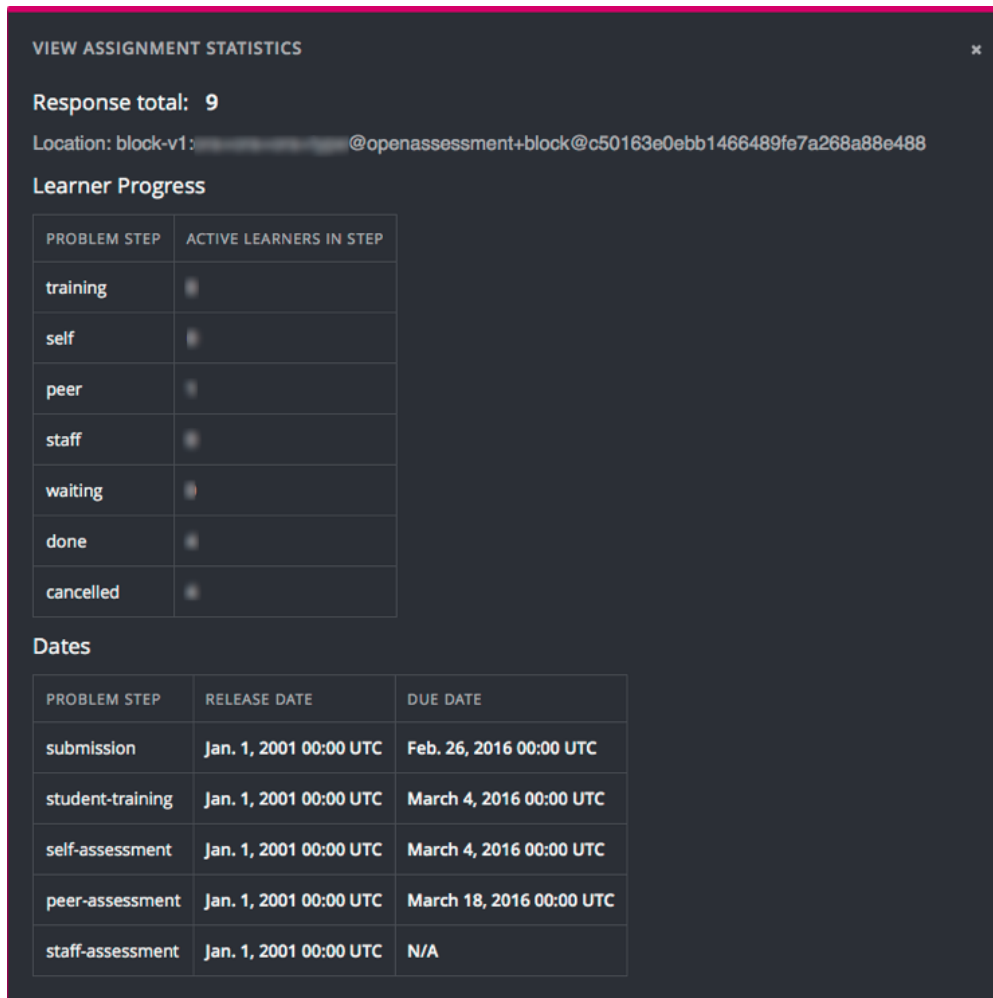 VIEW ASSIGNMENT STATISTICS ×
Response total: 9
Location: block-v1: @openassessment+block@c50163e0ebb1466489fe7a268a88e488
Learner Progress
PROBLEM STEP ACTIVE LEARNERS IN STEP
training
self
peer
staff
waiting
done
cancelled
Dates
PROBLEM STEP RELEASE DATE DUE DATE
submission Jan. 1, 2001 00:00 UTC Feb. 26, 2016 00:00 UTC
student-training Jan. 1, 2001 00:00 UTC March 4, 2016 00:00 UTC
self-assessment Jan. 1, 2001 00:00 UTC March 4, 2016 00:00 UTC
peer-assessment Jan. 1, 2001 00:00 UTC March 18, 2016 00:00 UTC
staff-assessment Jan. 1, 2001 00:00 UTC N/A